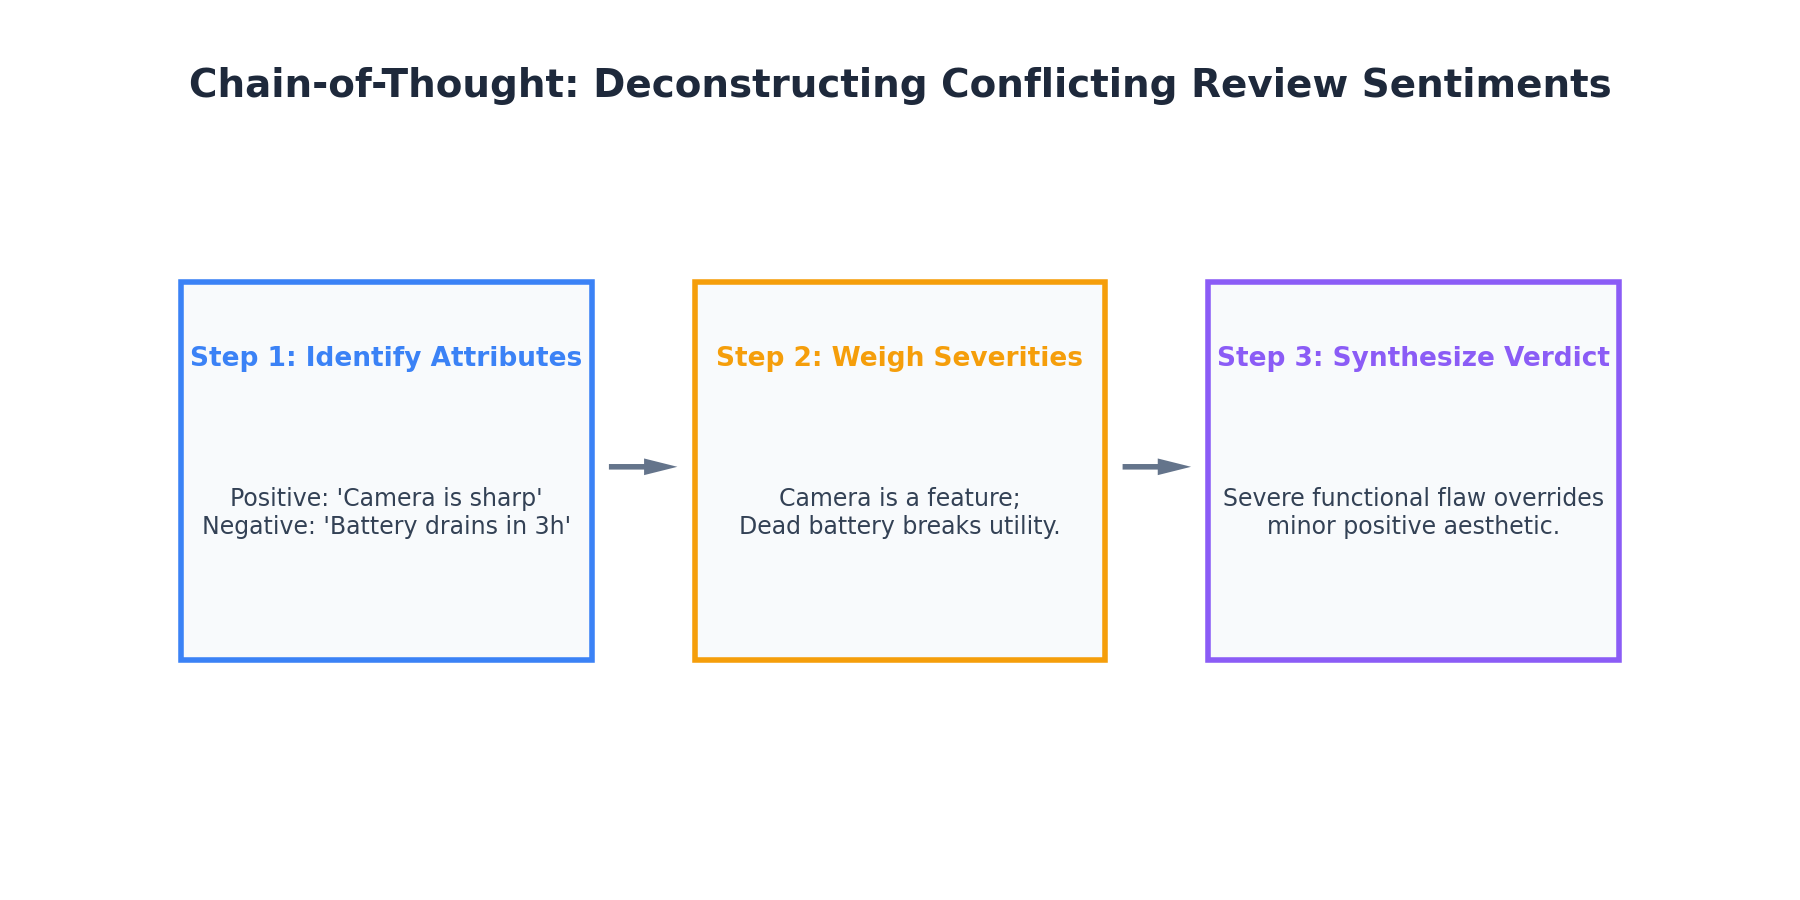 Chain-of-Thought: Deconstructing Conflicting Review Sentiments
Step 1: Identify Attributes
Positive: 'Camera is sharp'
Negative: 'Battery drains in 3h'
Step 2: Weigh Severities
Camera is a feature;
Dead battery breaks utility.
Step 3: Synthesize Verdict
Severe functional flaw overrides
minor positive aesthetic.